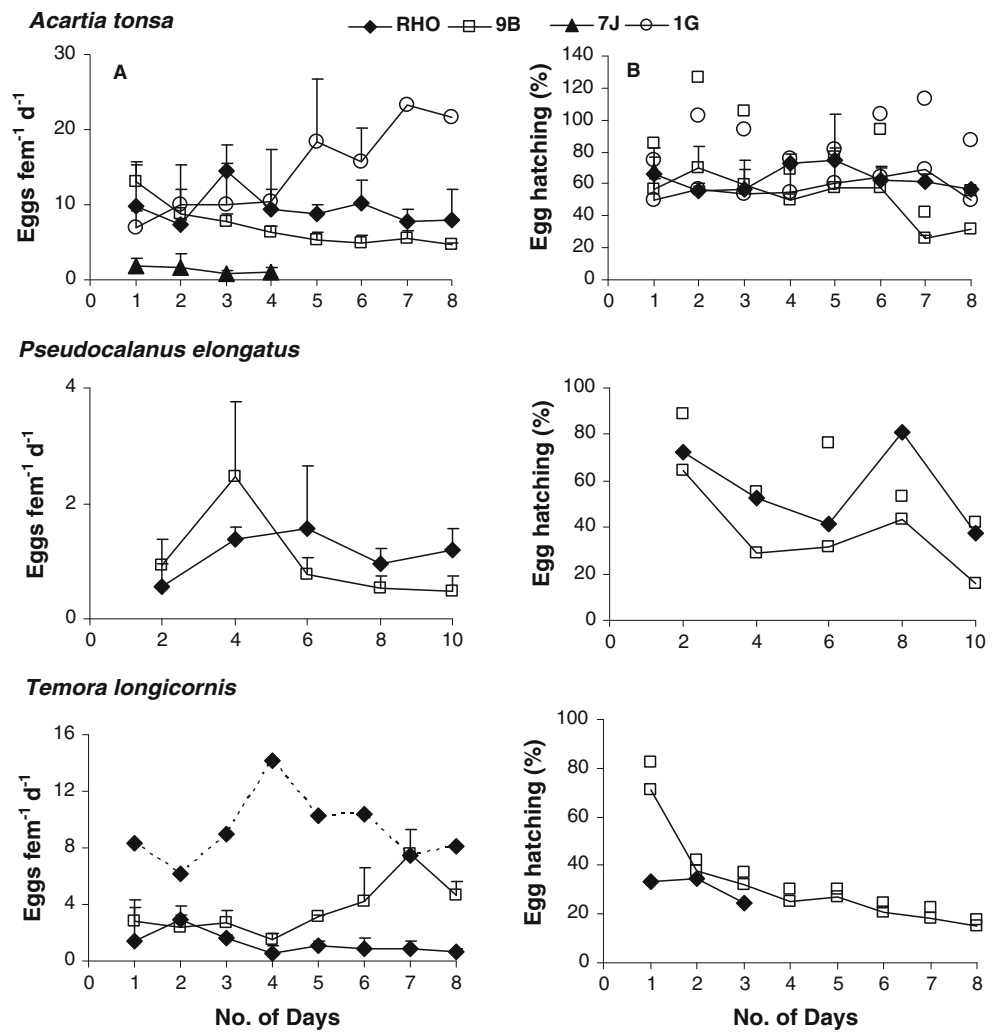 Acartia tonsa
RHO 9B 7J 1G
A
Eggs fem-1 d-1
30
20
10
0
0 1 2 3 4 5 6 7 8
B
Egg hatching (%)
140
120
100
80
60
40
20
0
0 1 2 3 4 5 6 7 8
Pseudocalanus elongatus
Eggs fem-1 d-1
4
2
0
0 2 4 6 8 10
Egg hatching (%)
100
80
60
40
20
0
0 2 4 6 8 10
Temora longicornis
Eggs fem-1 d-1
16
12
8
4
0
0 1 2 3 4 5 6 7 8
No. of Days
Egg hatching (%)
100
80
60
40
20
0
0 1 2 3 4 5 6 7 8
No. of Days